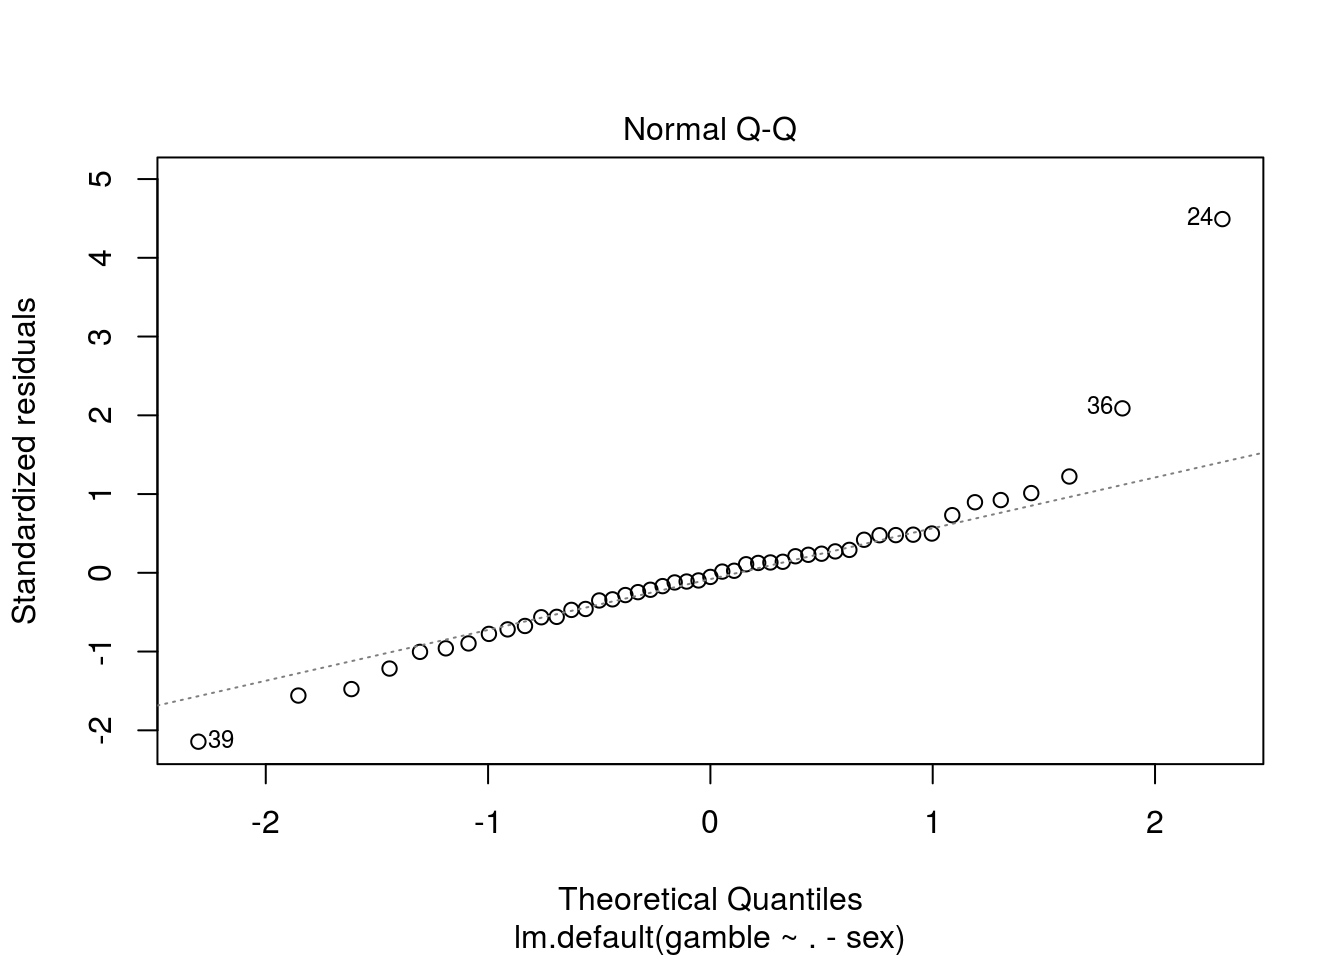 Normal Q-Q
Standardized residuals
5
4
3
2
1
0
-1
-2
24
36
39
-2 -1 0 1 2
Theoretical Quantiles
lm.default(gamble ~ . - sex)